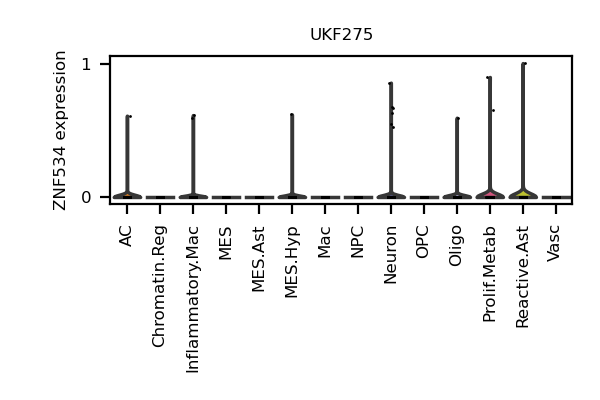 UKF275
ZNF534 expression
1
0
AC
Chromatin.Reg
Inflammatory.Mac
MES
MES.Ast
MES.Hyp
Mac
NPC
Neuron
OPC
Oligo
Prolif.Metab
Reactive.Ast
Vasc